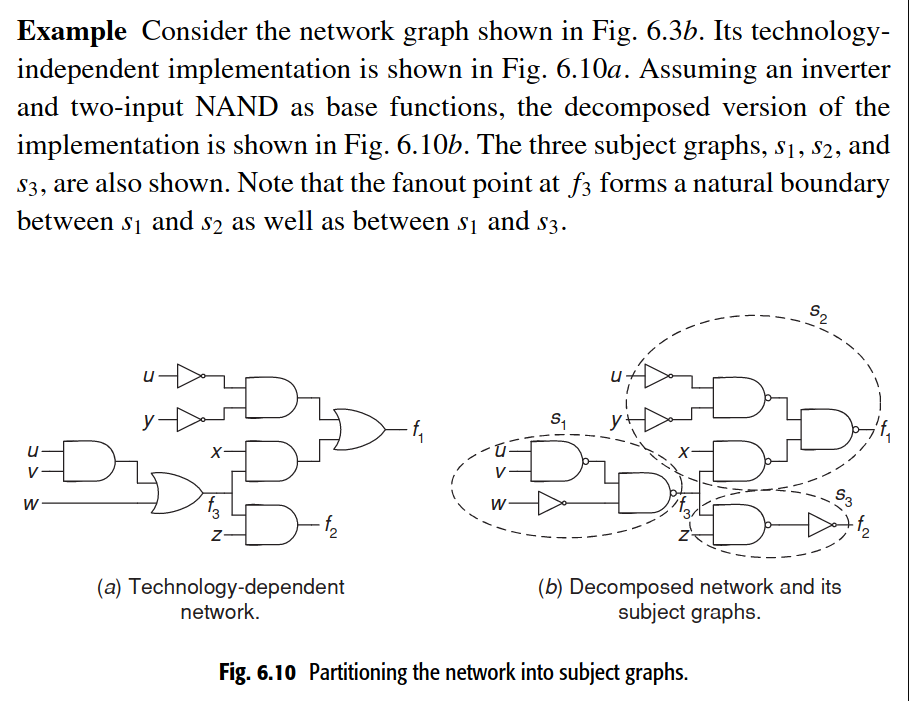 Example Consider the network graph shown in Fig. 6.3b. Its technology-
independent implementation is shown in Fig. 6.10a. Assuming an inverter
and two-input NAND as base functions, the decomposed version of the
implementation is shown in Fig. 6.10b. The three subject graphs, s₁, s₂, and
s₃, are also shown. Note that the fanout point at f₃ forms a natural boundary
between s₁ and s₂ as well as between s₁ and s₃.
u
y
u
v
w
x
f₃
z
f₁
f₂
s₂
u
y
s₁
u
v
w
x
f₃
z
f₁
s₃
f₂
(a) Technology-dependent
network.
(b) Decomposed network and its
subject graphs.
Fig. 6.10 Partitioning the network into subject graphs.